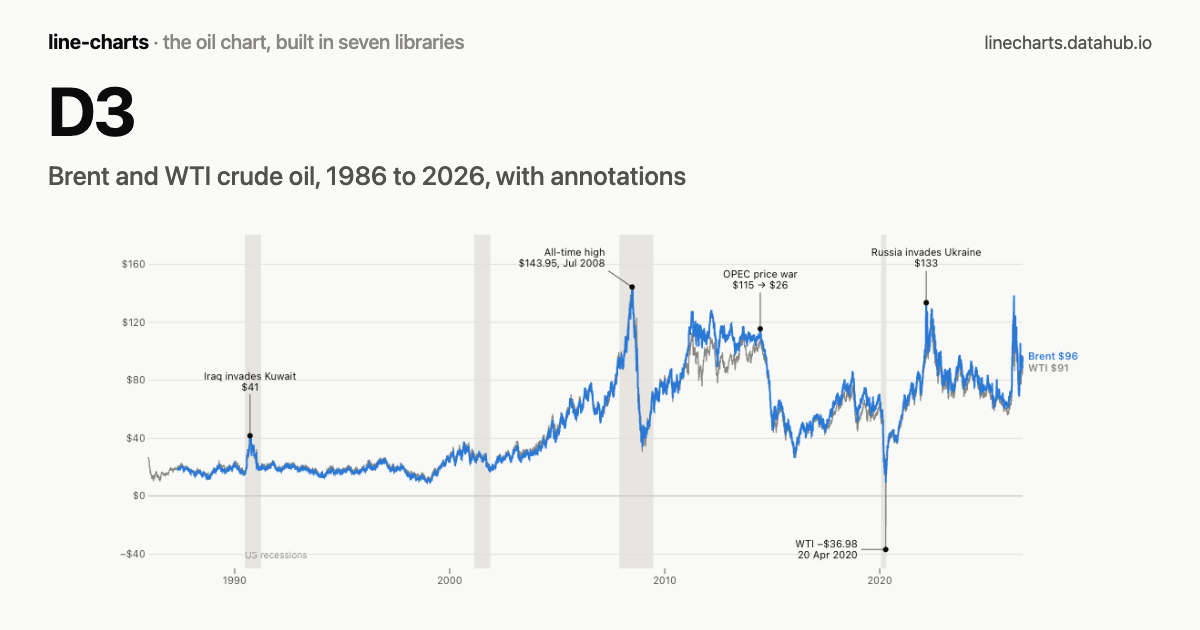 line-charts · the oil chart, built in seven libraries
linecharts.datahub.io
D3
Brent and WTI crude oil, 1986 to 2026, with annotations
All-time high
$143.95, Jul 2008
Russia invades Ukraine
$133
$160
OPEC price war
$115 → $26
$120
Brent $96
WTI $91
Iraq invades Kuwait
$41
$80
$40
$0
WTI −$36.98
20 Apr 2020
−$40
US recessions
1990
2000
2010
2020